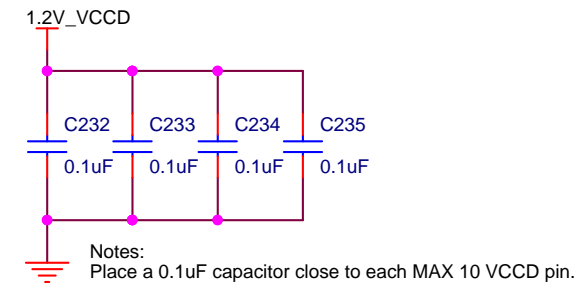 1.2V_VCCD
C232 C233 C234 C235
0.1uF 0.1uF 0.1uF 0.1uF
Notes:
Place a 0.1uF capacitor close to each MAX 10 VCCD pin.